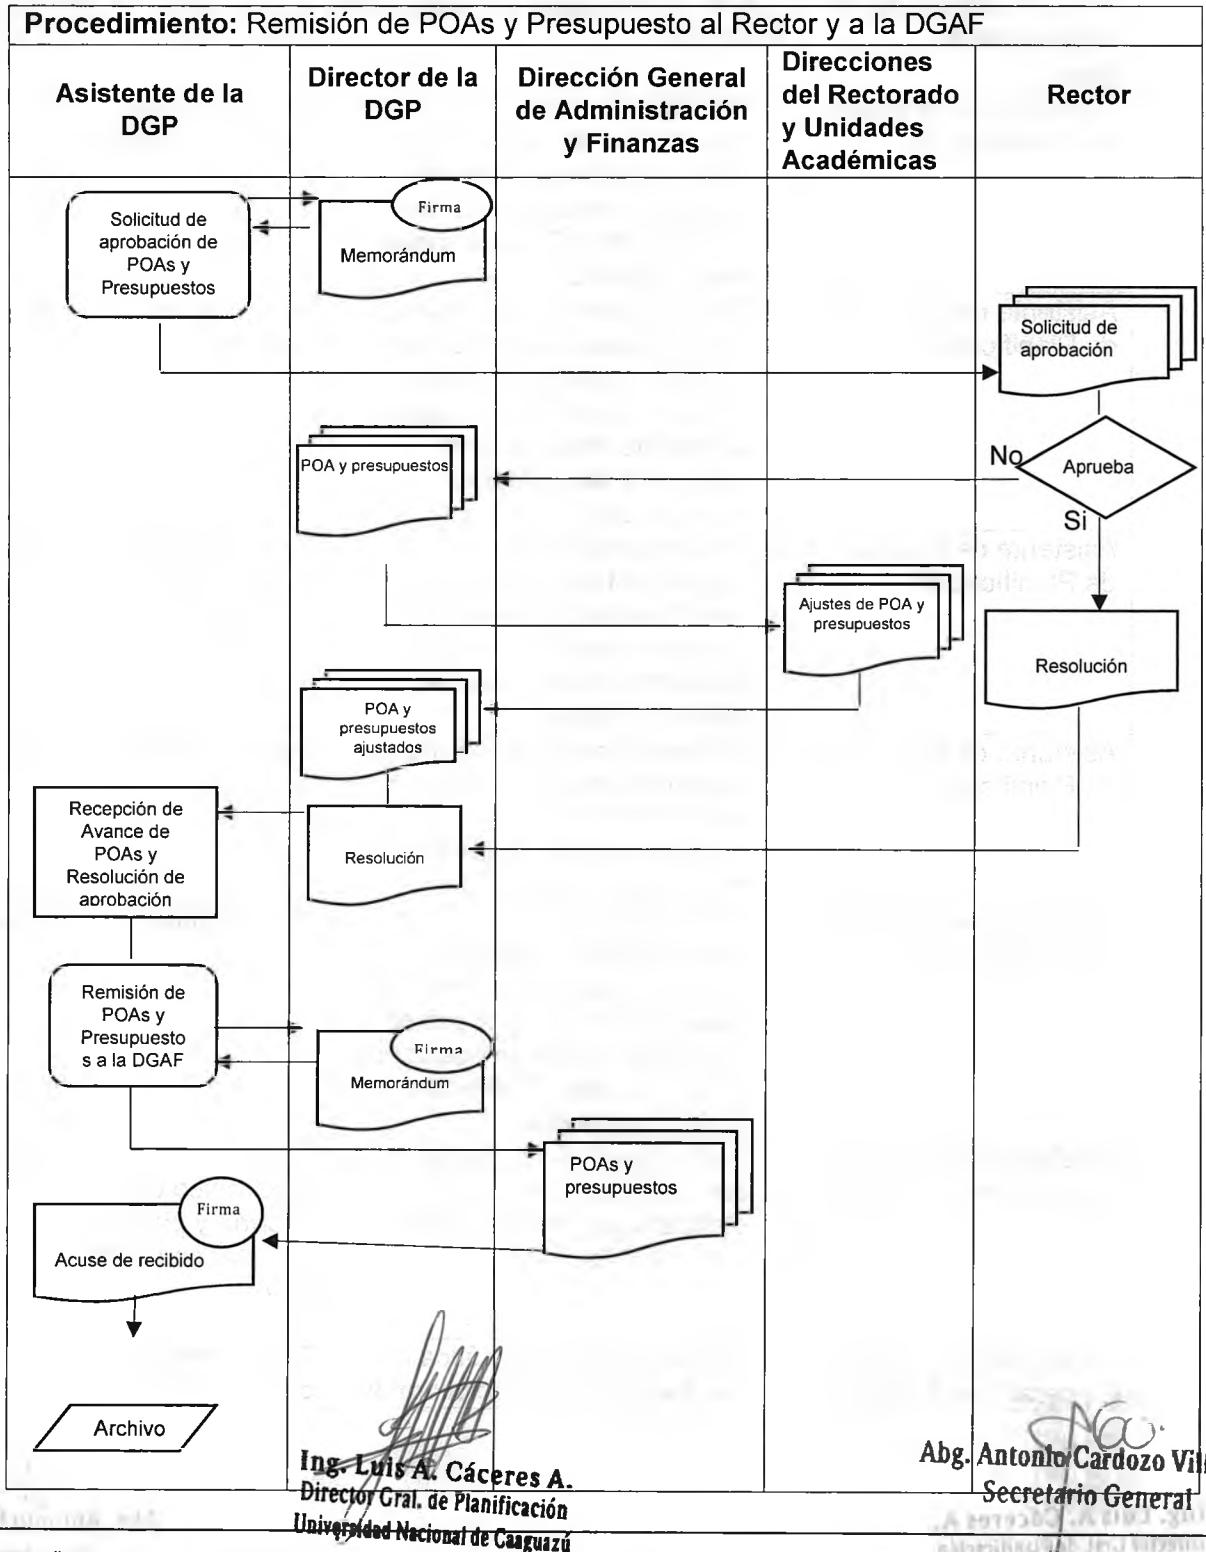 Procedimiento: Remisión de POAs y Presupuesto al Rector y a la DGAF
Asistente de la
DGP
Director de la
DGP
Dirección General
de Administración
y Finanzas
Direcciones
del Rectorado
y Unidades
Académicas
Rector
Solicitud de
aprobación de
POAs y
Presupuestos
Firma
Memorándum
Solicitud de
aprobación
No
Aprueba
Si
POA y presupuestos
Ajustes de POA y
presupuestos
Resolución
POA y
presupuestos
ajustados
Recepción de
Avance de
POAs y
Resolución de
aprobación
Resolución
Remisión de
POAs y
Presupuesto
s a la DGAF
Firma
Memorándum
POAs y
presupuestos
Firma
Acuse de recibido
Archivo
Ing. Luis A. Cáceres A.
Director Gral. de Planificación
Universidad Nacional de Caaguazú
Abg. Antonio Cardozo Vil
Secretario General